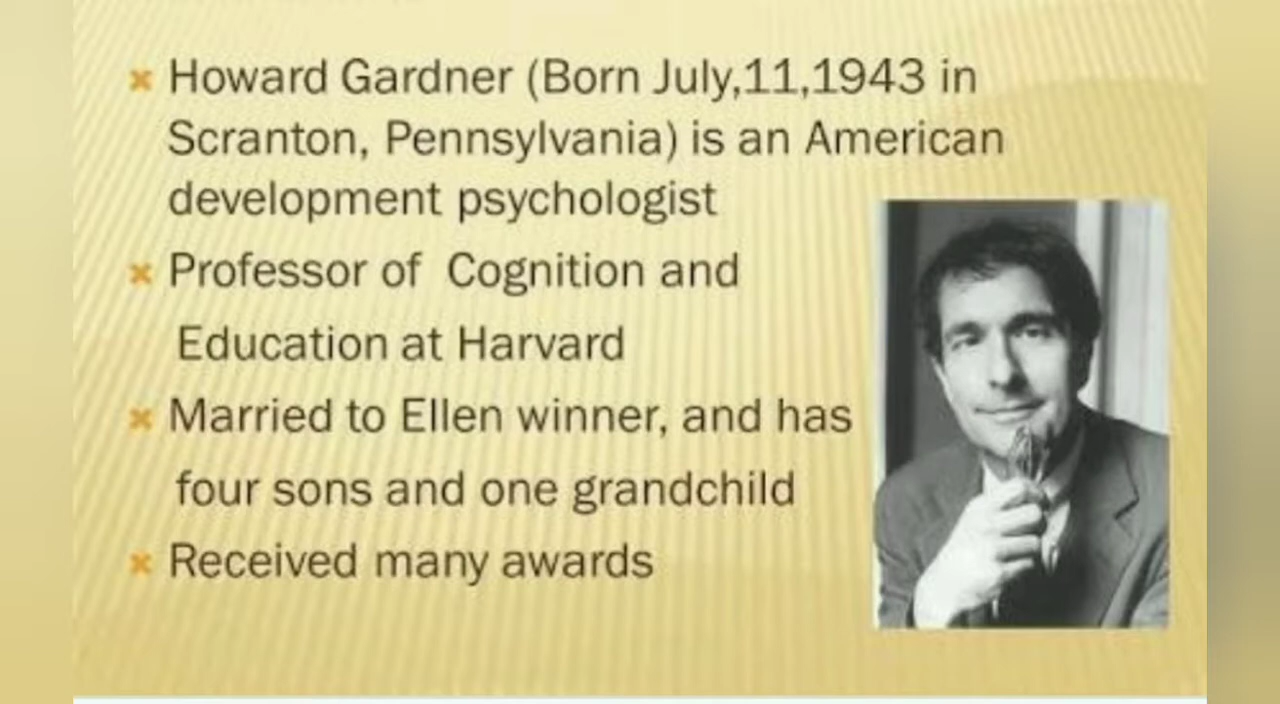 Howard Gardner (Born July,11,1943 in
Scranton, Pennsylvania) is an American
development psychologist
Professor of Cognition and
Education at Harvard
Married to Ellen winner, and has
four sons and one grandchild
Received many awards